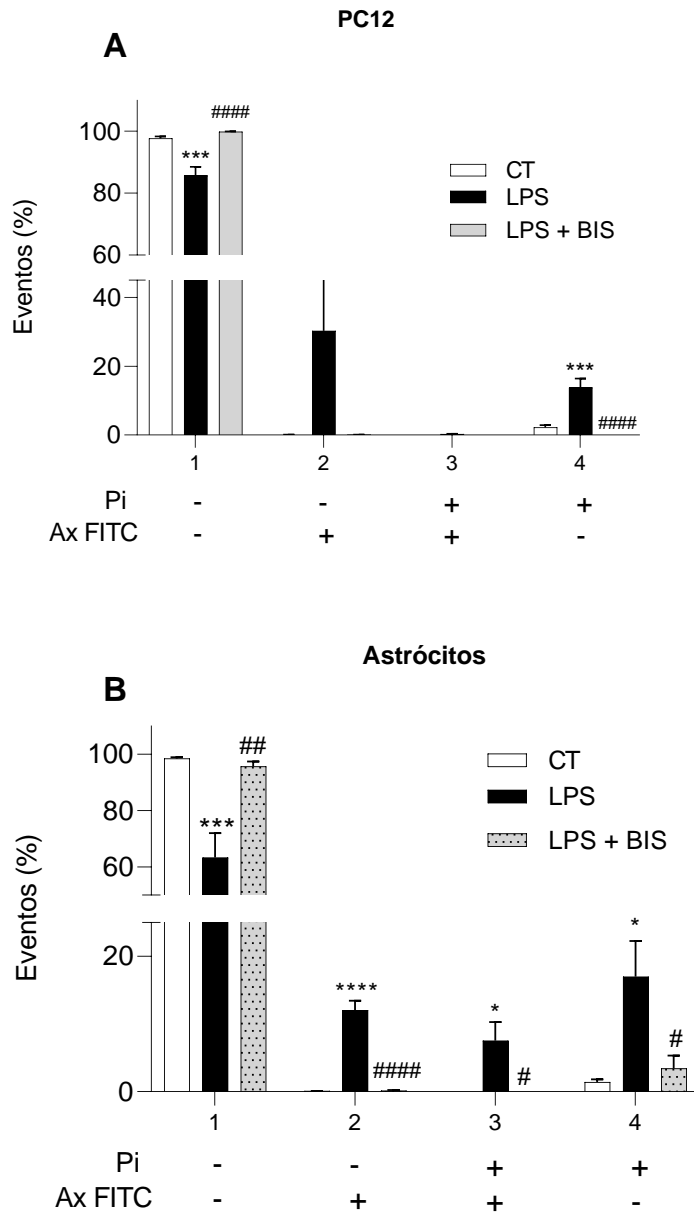 PC12
A
####
100
***
CT
80
LPS
LPS + BIS
60
Eventos (%)
40
20
***
####
0
1 2 3 4
Pi - - + +
Ax FITC - + + -
Astrócitos
B
##
100
CT
LPS
80
***
LPS + BIS
60
Eventos (%)
*
20
****
*
#
####
#
0
1 2 3 4
Pi - - + +
Ax FITC - + + -